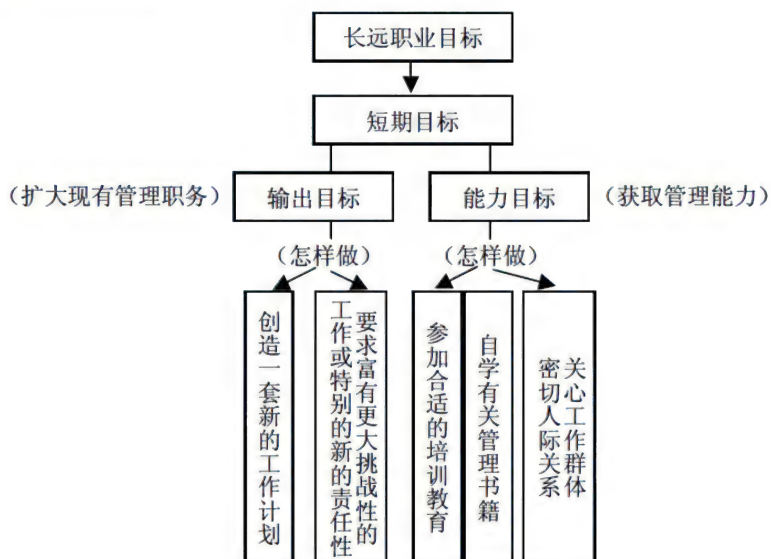 长远职业目标
短期目标
（扩大现有管理职务）
输出目标
能力目标
（获取管理能力）
（怎样做）
（怎样做）
创造一套新的工作计划
要求富有更大挑战性的
工作或特别的新的责任性
参加合适的培训教育
自学有关管理书籍
关心工作群体
密切人际关系